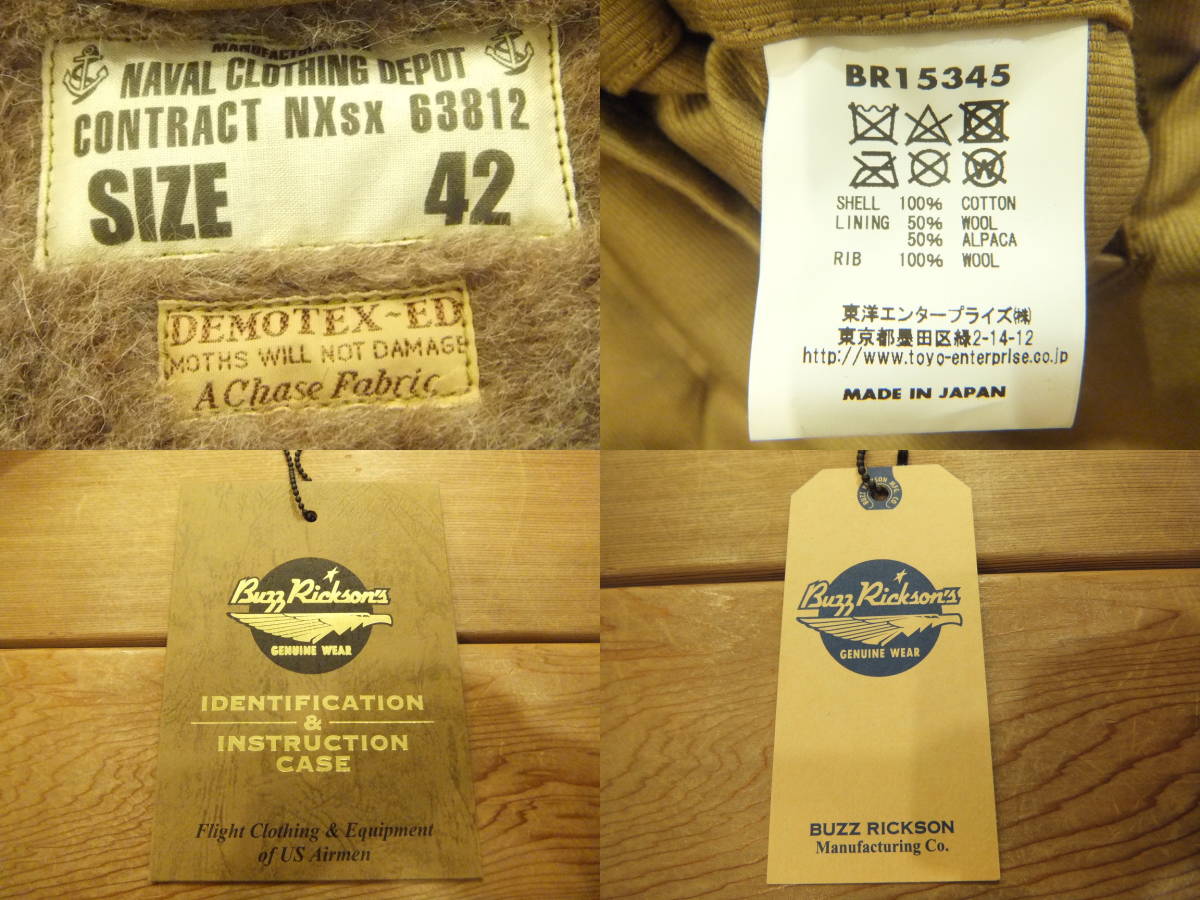 NAVAL CLOTHING DEPOT
CONTRACT NXsx 63812
SIZE 42
DEMOTEX~ED
MOTHS WILL NOT DAMAGE
A Chase Fabric
BR15345
W
SHELL 100% COTTON
LINING 50% WOOL
50% ALPACA
RIB 100% WOOL
東洋エンタープライズ㈱
東京都墨田区緑2-14-12
http://www.toyo-enterprise.co.jp
MADE IN JAPAN
Buzz Rickson's
GENUINE WEAR
IDENTIFICATION
&
INSTRUCTION
CASE
Flight Clothing & Equipment
of US Airmen
BUZZ RICKSON MFG. CO.
Buzz Rickson's
GENUINE WEAR
BUZZ RICKSON
Manufacturing Co.